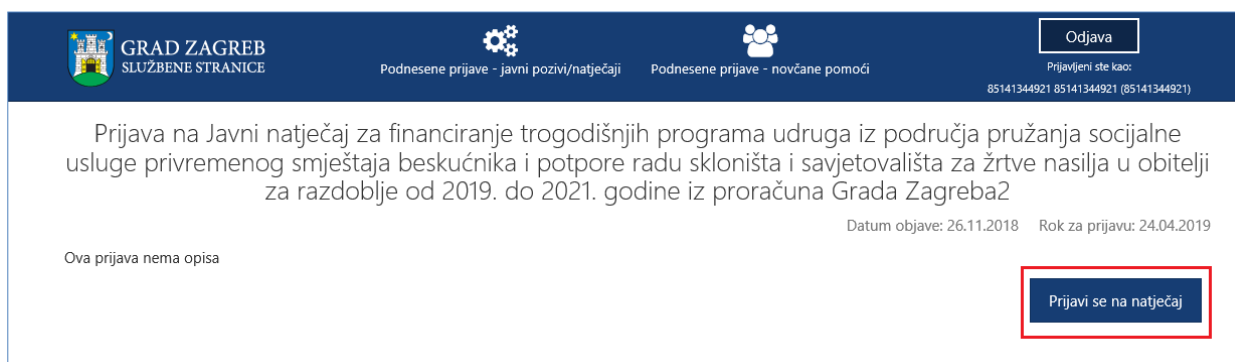 GRAD ZAGREB
SLUŽBENE STRANICE
Podnesene prijave - javni pozivi/natječaji
Podnesene prijave - novčane pomoći
Odjava
Prijavljeni ste kao:
85141344921 85141344921 (85141344921)
Prijava na Javni natječaj za financiranje trogodišnjih programa udruga iz područja pružanja socijalne
usluge privremenog smještaja beskućnika i potpore radu skloništa i savjetovališta za žrtve nasilja u obitelji
za razdoblje od 2019. do 2021. godine iz proračuna Grada Zagreba2
Datum objave: 26.11.2018 Rok za prijavu: 24.04.2019
Ova prijava nema opisa
Prijavi se na natječaj